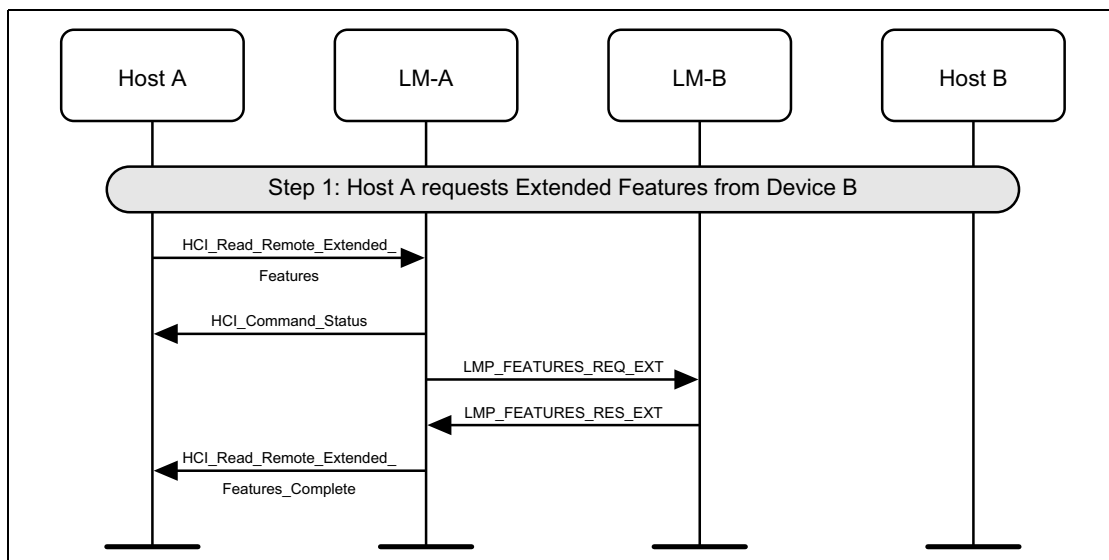 Host A
LM-A
LM-B
Host B
Step 1: Host A requests Extended Features from Device B
HCI_Read_Remote_Extended_
Features
HCI_Command_Status
LMP_FEATURES_REQ_EXT
LMP_FEATURES_RES_EXT
HCI_Read_Remote_Extended_
Features_Complete